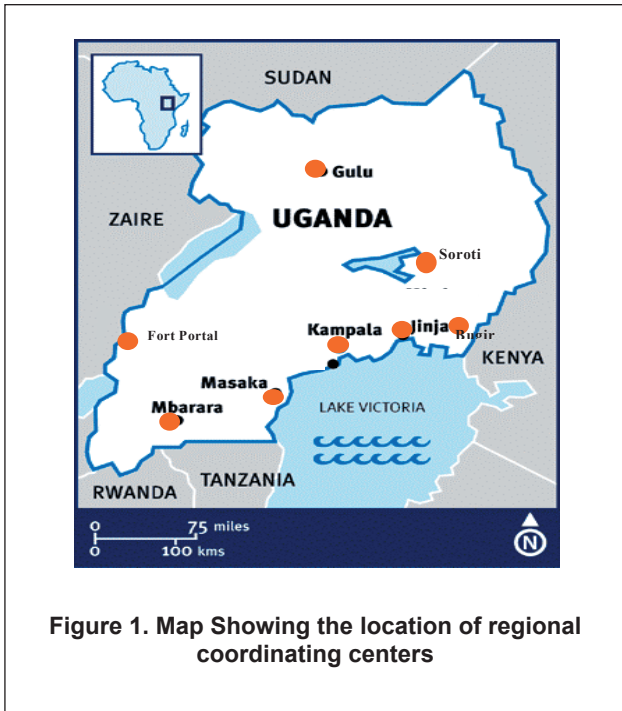 SUDAN
Gulu
ZAIRE
UGANDA
Soroti
Fort Portal
Kampala
Jinja
KENYA
Masaka
LAKE VICTORIA
Mbarara
TANZANIA
RWANDA
0 75 miles
0 100 kms
N
Figure 1. Map Showing the location of regional
coordinating centers